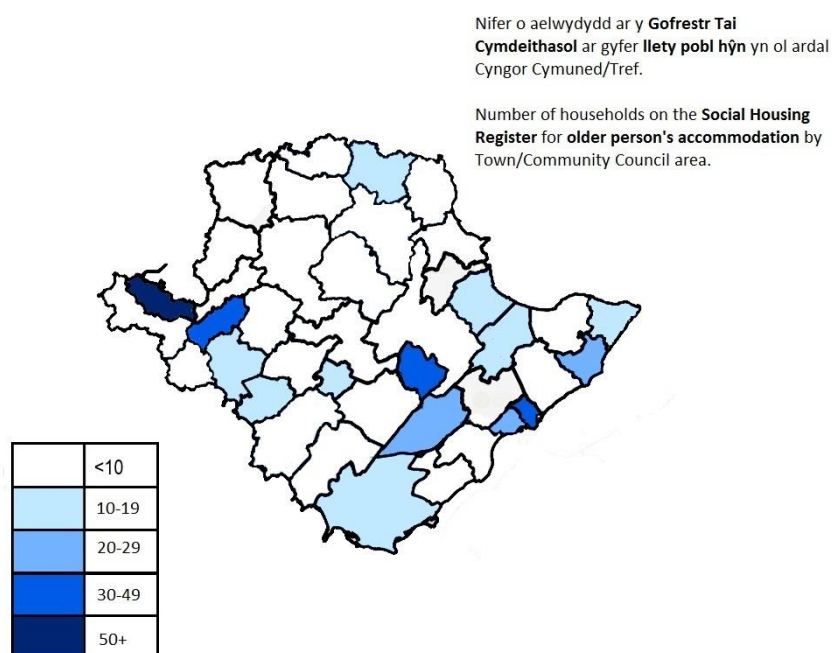 Nifer o aelwydydd ar y Gofrestr Tai
Cymdeithasol ar gyfer llety pobl hŷn yn ol ardal
Cyngor Cymuned/Tref.
Number of households on the Social Housing
Register for older person's accommodation by
Town/Community Council area.
<10
10-19
20-29
30-49
50+